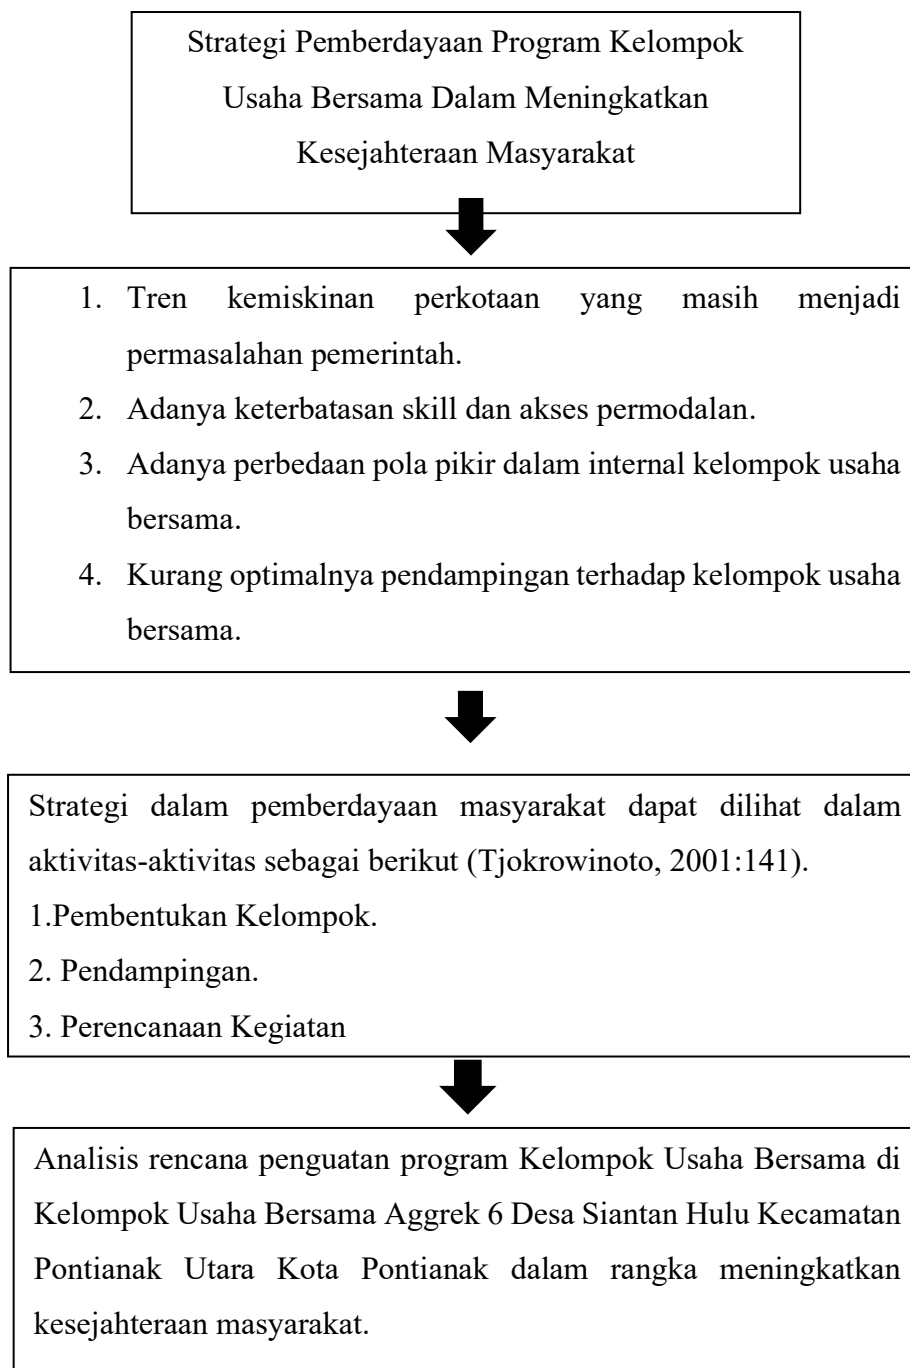 Strategi Pemberdayaan Program Kelompok
Usaha Bersama Dalam Meningkatkan
Kesejahteraan Masyarakat
1. Tren kemiskinan perkotaan yang masih menjadi
permasalahan pemerintah.
2. Adanya keterbatasan skill dan akses permodalan.
3. Adanya perbedaan pola pikir dalam internal kelompok usaha
bersama.
4. Kurang optimalnya pendampingan terhadap kelompok usaha
bersama.
Strategi dalam pemberdayaan masyarakat dapat dilihat dalam
aktivitas-aktivitas sebagai berikut (Tjokrowinoto, 2001:141).
1.Pembentukan Kelompok.
2. Pendampingan.
3. Perencanaan Kegiatan
Analisis rencana penguatan program Kelompok Usaha Bersama di
Kelompok Usaha Bersama Aggrek 6 Desa Siantan Hulu Kecamatan
Pontianak Utara Kota Pontianak dalam rangka meningkatkan
kesejahteraan masyarakat.